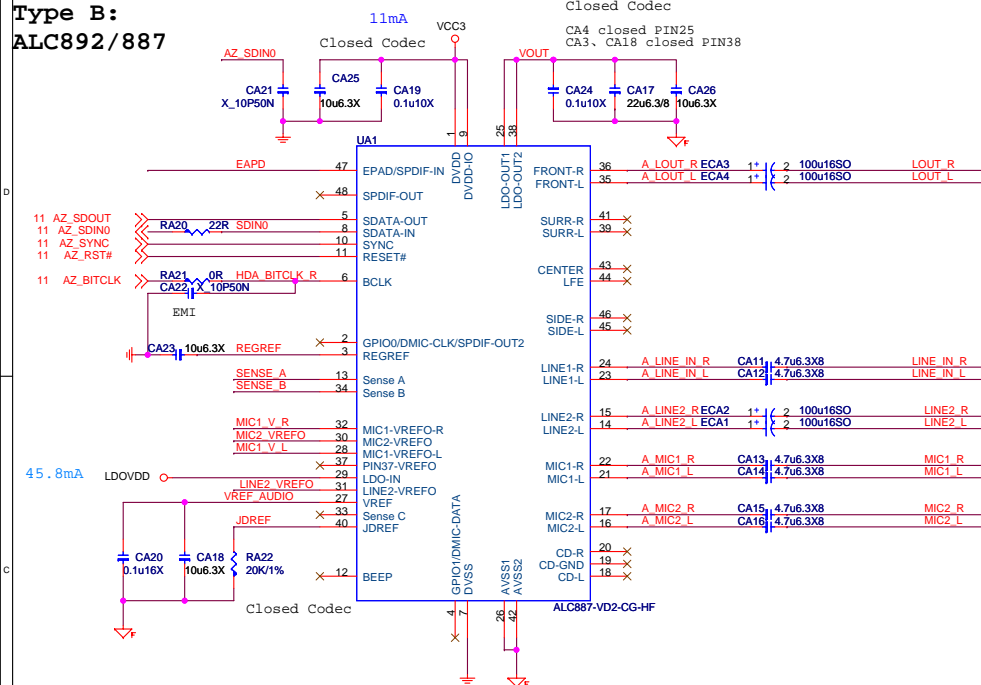 Type B:
ALC892/887
11mA
Closed Codec
VCC3
Closed Codec
CA4 closed PIN25
CA3、CA18 closed PIN38
AZ_SDIN0
VOUT
CA21
X_10P50N
CA25
10u6.3X
CA19
0.1u10X
CA24
0.1u10X
CA17
22u6.3/8
CA26
10u6.3X
F
UA1
1
9
25
38
DVDD
DVDD-IO
LDO-OUT1
LDO-OUT2
EAPD
47
EPAD/SPDIF-IN
48
SPDIF-OUT
11 AZ_SDOUT
5
SDATA-OUT
11 AZ_SDIN0
RA20
22R
SDIN0
8
SDATA-IN
11 AZ_SYNC
10
SYNC
11 AZ_RST#
11
RESET#
11 AZ_BITCLK
RA21
0R
HDA_BITCLK_R
6
BCLK
CA22
X_10P50N
EMI
2
GPIO0/DMIC-CLK/SPDIF-OUT2
CA23
10u6.3X
REGREF
3
REGREF
SENSE_A
13
Sense A
SENSE_B
34
Sense B
MIC1_V_R
32
MIC1-VREFO-R
MIC2_VREFO
30
MIC2-VREFO
MIC1_V_L
28
MIC1-VREFO-L
37
PIN37-VREFO
45.8mA
LDOVDD
29
LDO-IN
LINE2_VREFO
31
LINE2-VREFO
VREF_AUDIO
27
VREF
33
Sense C
JDREF
40
JDREF
CA20
0.1u16X
CA18
10u6.3X
RA22
20K/1%
12
BEEP
Closed Codec
F
FRONT-R
36
A_LOUT_R
ECA3
1
+
2
100u16SO
LOUT_R
FRONT-L
35
A_LOUT_L
ECA4
1
+
2
100u16SO
LOUT_L
SURR-R
41
SURR-L
39
CENTER
43
LFE
44
SIDE-R
46
SIDE-L
45
LINE1-R
24
A_LINE_IN_R
CA11
4.7u6.3X8
LINE_IN_R
LINE1-L
23
A_LINE_IN_L
CA12
4.7u6.3X8
LINE_IN_L
LINE2-R
15
A_LINE2_R
ECA2
1
+
2
100u16SO
LINE2_R
LINE2-L
14
A_LINE2_L
ECA1
1
+
2
100u16SO
LINE2_L
MIC1-R
22
A_MIC1_R
CA13
4.7u6.3X8
MIC1_R
MIC1-L
21
A_MIC1_L
CA14
4.7u6.3X8
MIC1_L
MIC2-R
17
A_MIC2_R
CA15
4.7u6.3X8
MIC2_R
MIC2-L
16
A_MIC2_L
CA16
4.7u6.3X8
MIC2_L
CD-R
20
CD-GND
19
CD-L
18
GPIO1/DMIC-DATA
DVSS
AVSS1
AVSS2
4
7
26
42
ALC887-VD2-CG-HF
F
D
C